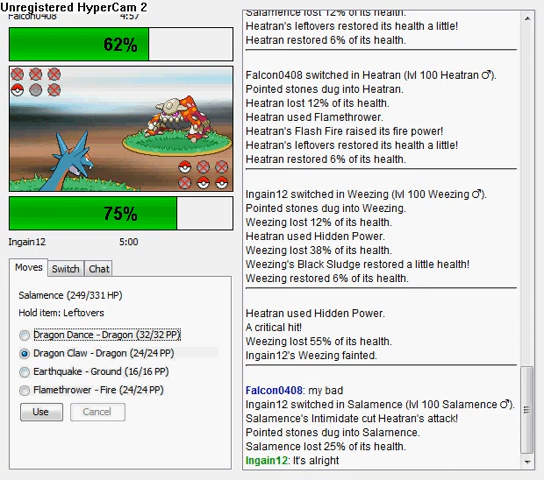 Unregistered HyperCam 2
Falcon0408 4:57
62%
75%
Ingain12 5:00
Moves Switch Chat
Salamence (249/331 HP)
Hold item: Leftovers
Dragon Dance - Dragon (32/32 PP)
Dragon Claw - Dragon (24/24 PP)
Earthquake - Ground (16/16 PP)
Flamethrower - Fire (24/24 PP)
Use Cancel
Salamence lost 12% of its health.
Heatran's leftovers restored its health a little!
Heatran restored 6% of its health.
Falcon0408 switched in Heatran (lvl 100 Heatran ♂).
Pointed stones dug into Heatran.
Heatran lost 12% of its health.
Heatran used Flamethrower.
Heatran's Flash Fire raised its fire power!
Heatran's leftovers restored its health a little!
Heatran restored 6% of its health.
Ingain12 switched in Weezing (lvl 100 Weezing ♂).
Pointed stones dug into Weezing.
Weezing lost 12% of its health.
Heatran used Hidden Power.
Weezing lost 38% of its health.
Weezing's Black Sludge restored a little health!
Weezing restored 6% of its health.
Heatran used Hidden Power.
A critical hit!
Weezing lost 55% of its health.
Ingain12's Weezing fainted.
Falcon0408: my bad
Ingain12 switched in Salamence (lvl 100 Salamence ♂).
Salamence's Intimidate cut Heatran's attack!
Pointed stones dug into Salamence.
Salamence lost 25% of its health.
Ingain12: It's alright